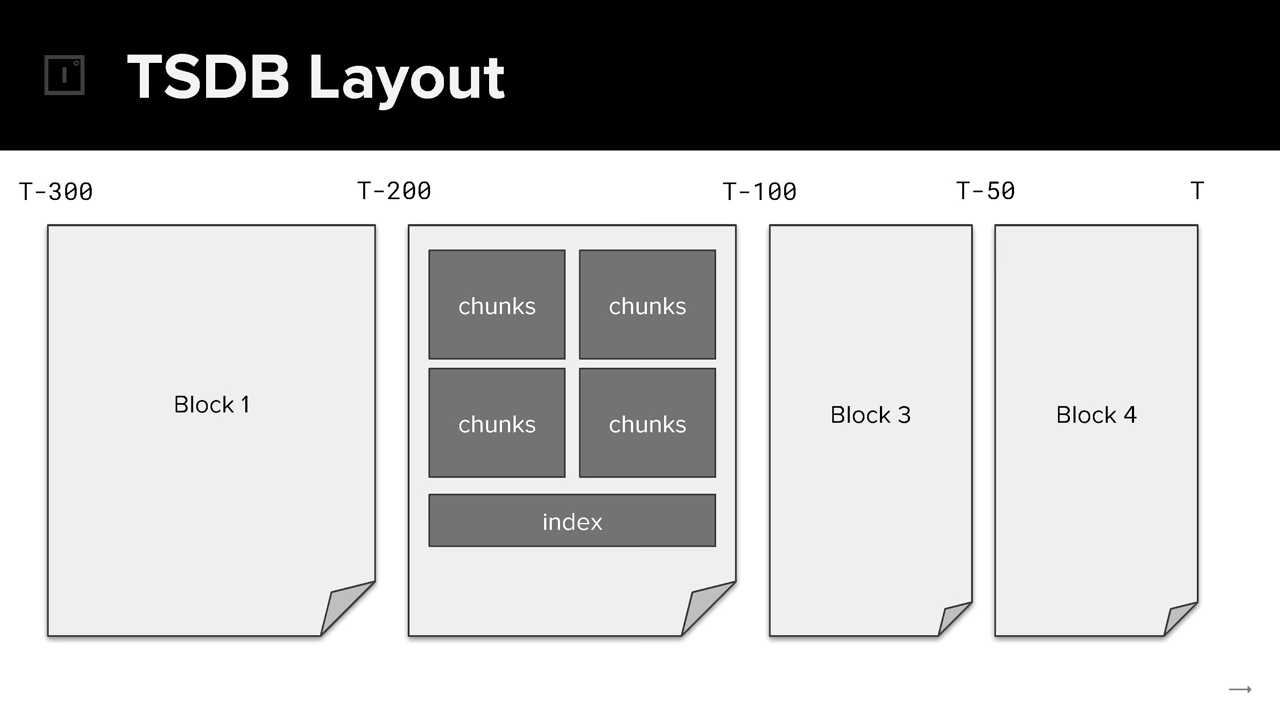 TSDB Layout
T-300
T-200
T-100
T-50
T
Block 1
chunks
chunks
chunks
chunks
index
Block 3
Block 4